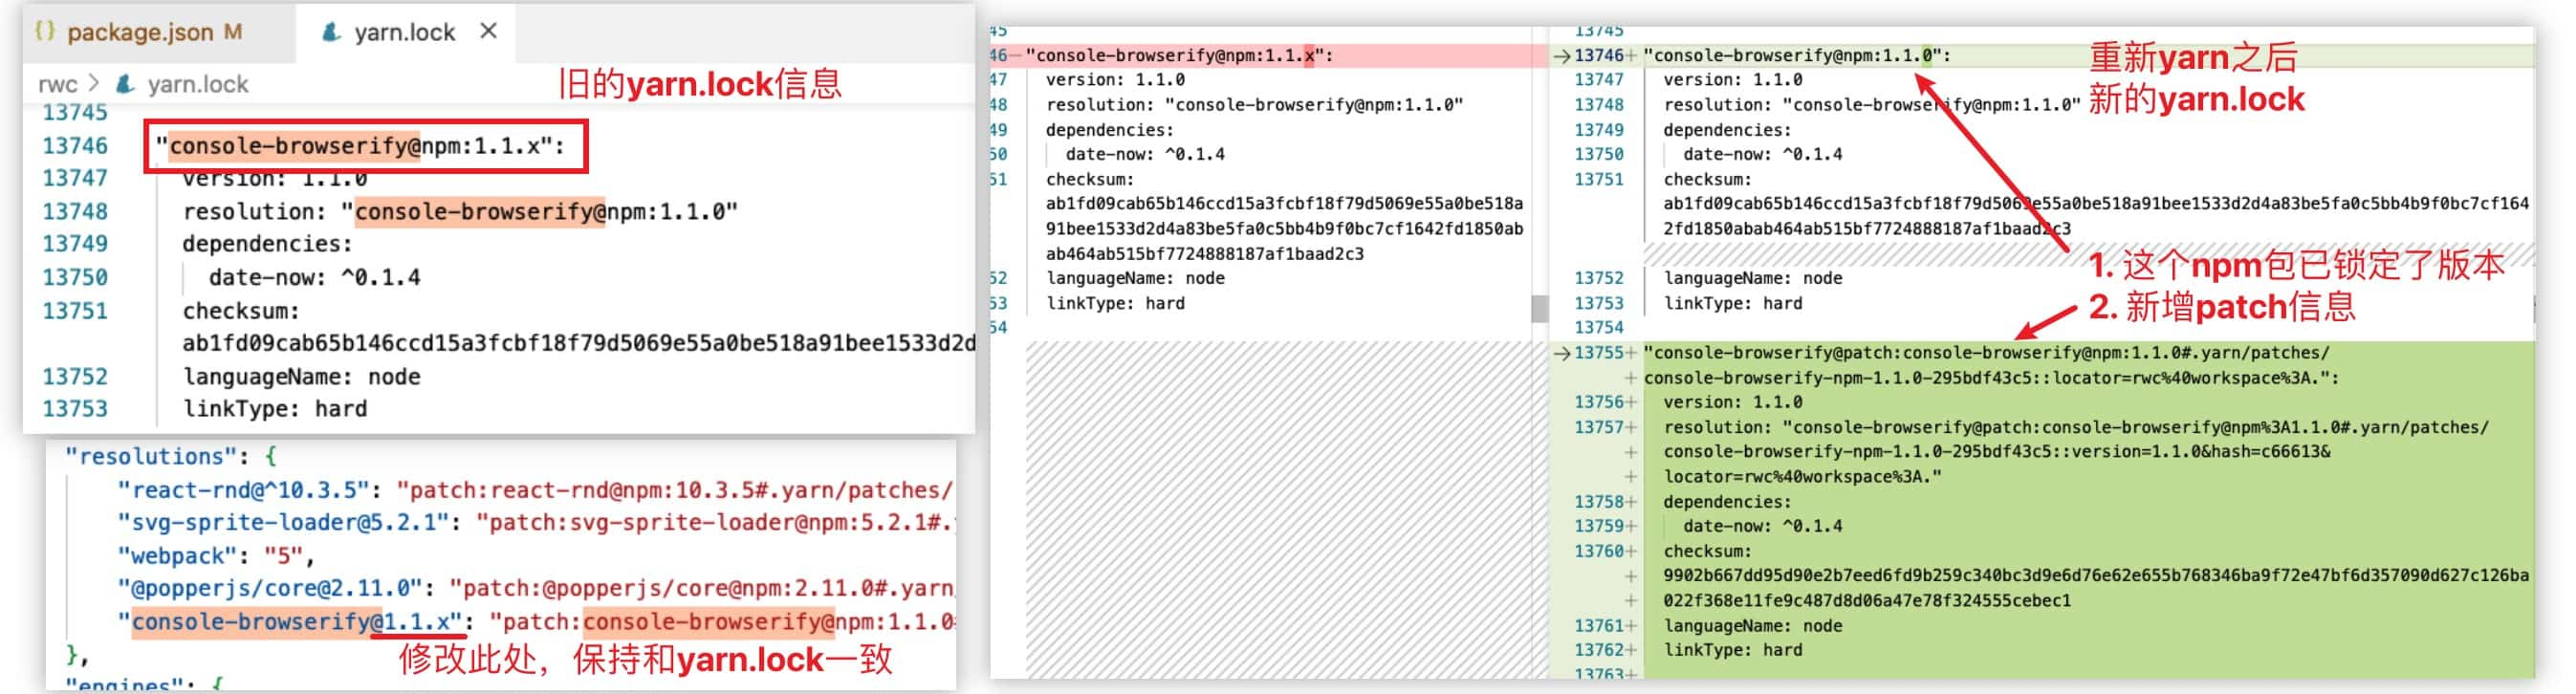 {} package.json M
yarn.lock ×
rwc > yarn.lock
旧的yarn.lock信息
13745
13746 "console-browserify@npm:1.1.x":
13747 version: 1.1.0
13748 resolution: "console-browserify@npm:1.1.0"
13749 dependencies:
13750 date-now: ^0.1.4
13751 checksum:
ab1fd09cab65b146ccd15a3fcbf18f79d5069e55a0be518a91bee1533d2d
13752 languageName: node
13753 linkType: hard
"resolutions": {
"react-rnd@^10.3.5": "patch:react-rnd@npm:10.3.5#.yarn/patches/
"svg-sprite-loader@5.2.1": "patch:svg-sprite-loader@npm:5.2.1#.
"webpack": "5",
"@popperjs/core@2.11.0": "patch:@popperjs/core@npm:2.11.0#.yarn
"console-browserify@1.1.x": "patch:console-browserify@npm:1.1.0
修改此处，保持和yarn.lock一致
},
"engines": {
45
46- "console-browserify@npm:1.1.x":
47 version: 1.1.0
48 resolution: "console-browserify@npm:1.1.0"
49 dependencies:
50 date-now: ^0.1.4
51 checksum:
ab1fd09cab65b146ccd15a3fcbf18f79d5069e55a0be518a
91bee1533d2d4a83be5fa0c5bb4b9f0bc7cf1642fd1850ab
ab464ab515bf7724888187af1baad2c3
52 languageName: node
53 linkType: hard
54
13745
→13746+ "console-browserify@npm:1.1.0":
13747 version: 1.1.0
13748 resolution: "console-browserify@npm:1.1.0"
13749 dependencies:
13750 date-now: ^0.1.4
13751 checksum:
ab1fd09cab65b146ccd15a3fcbf18f79d5069e55a0be518a91bee1533d2d4a83be5fa0c5bb4b9f0bc7cf164
2fd1850abab464ab515bf7724888187af1baad2c3
13752 languageName: node
13753 linkType: hard
13754
重新yarn之后
新的yarn.lock
1. 这个npm包已锁定了版本
2. 新增patch信息
→13755+ "console-browserify@patch:console-browserify@npm:1.1.0#.yarn/patches/
+ console-browserify-npm-1.1.0-295bdf43c5::locator=rwc%40workspace%3A.":
13756+ version: 1.1.0
13757+ resolution: "console-browserify@patch:console-browserify@npm%3A1.1.0#.yarn/patches/
+ console-browserify-npm-1.1.0-295bdf43c5::version=1.1.0&hash=c66613&
+ locator=rwc%40workspace%3A."
13758+ dependencies:
13759+ date-now: ^0.1.4
13760+ checksum:
+ 9902b667dd95d90e2b7eed6fd9b259c340bc3d9e6d76e62e655b768346ba9f72e47bf6d357090d627c126ba
+ 022f368e11fe9c487d8d06a47e78f324555cebec1
13761+ languageName: node
13762+ linkType: hard
13763+